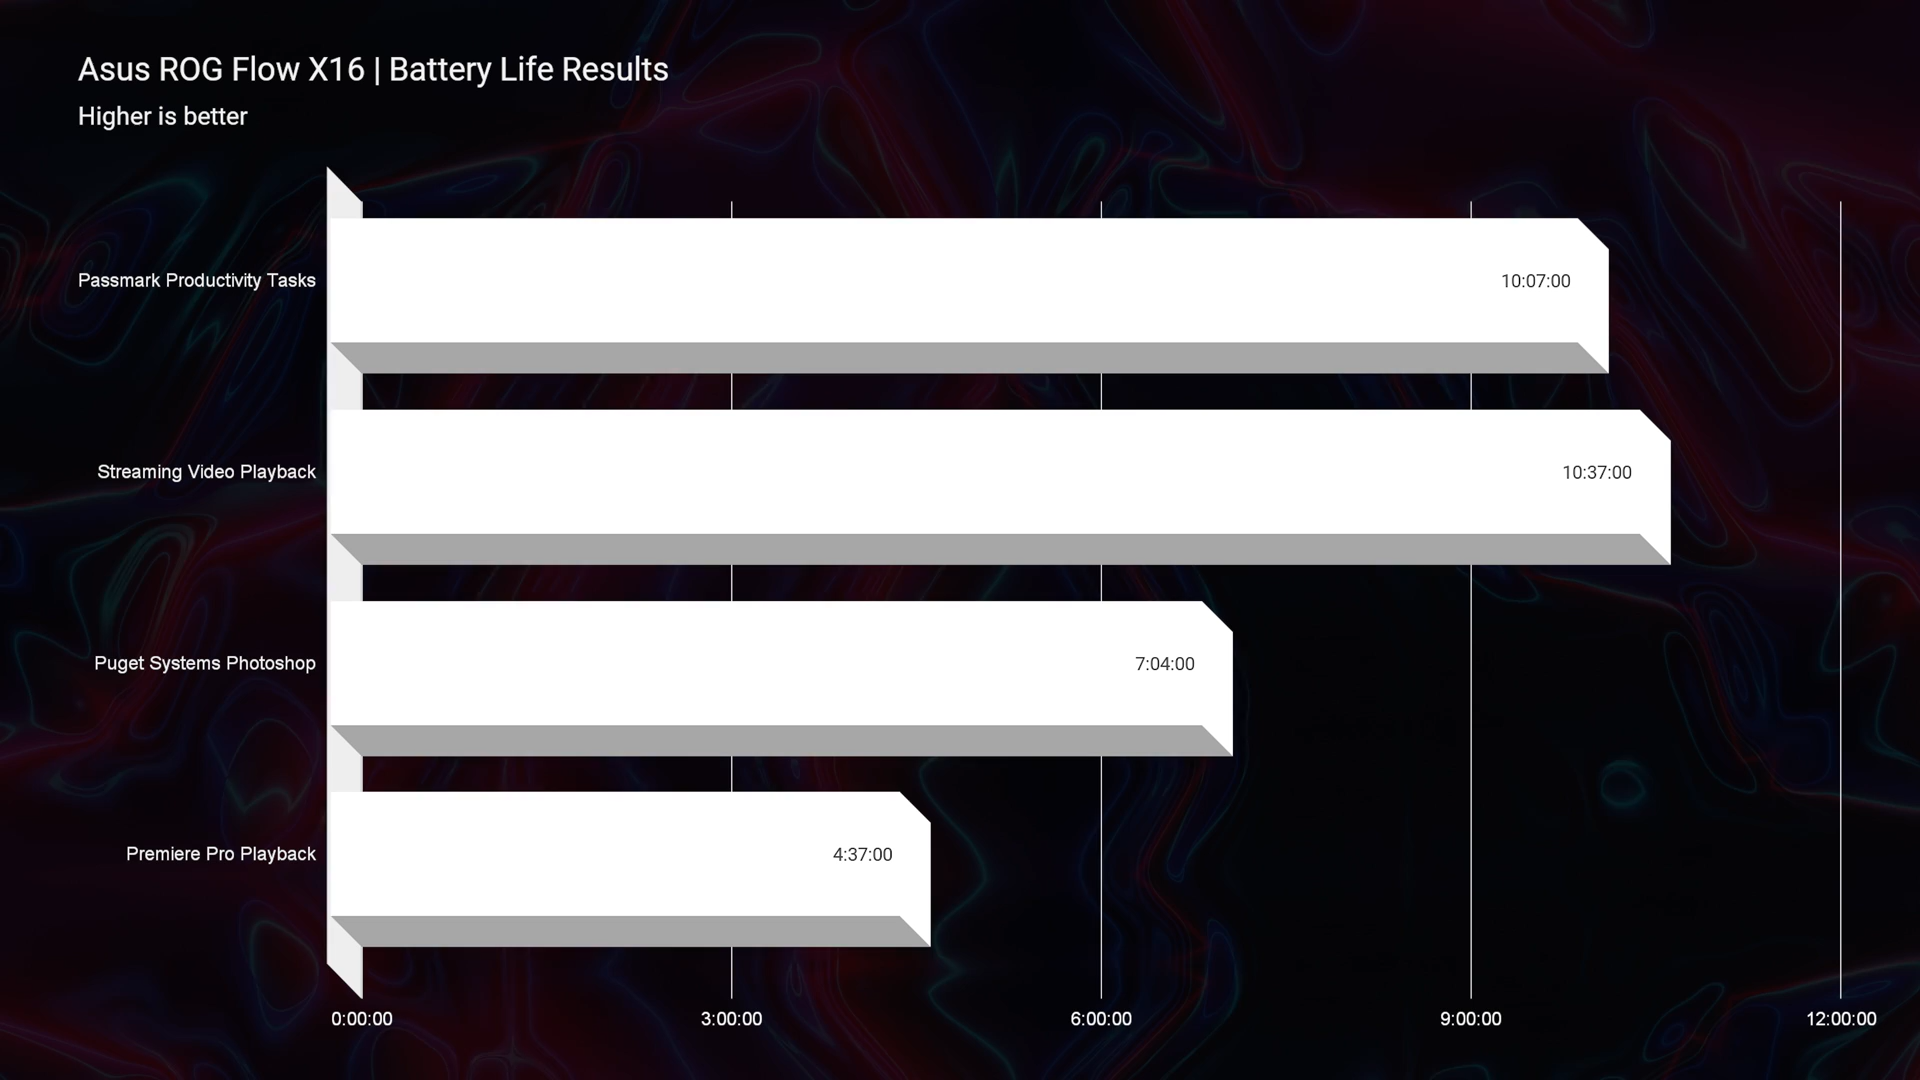 Asus ROG Flow X16 | Battery Life Results
Higher is better
Passmark Productivity Tasks
10:07:00
Streaming Video Playback
10:37:00
Puget Systems Photoshop
7:04:00
Premiere Pro Playback
4:37:00
0:00:00 3:00:00 6:00:00 9:00:00 12:00:00